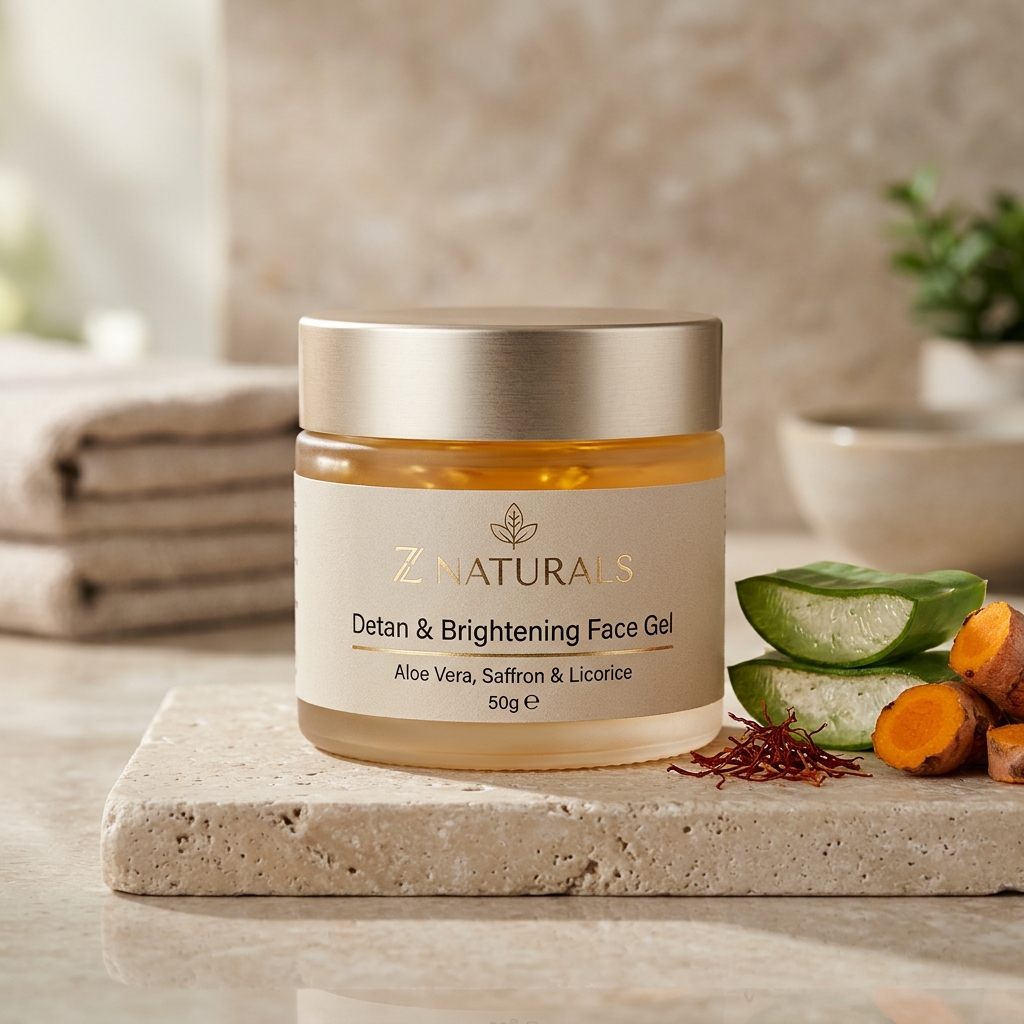 Z NATURALS
Detan & Brightening Face Gel
Aloe Vera, Saffron & Licorice
50g ℮